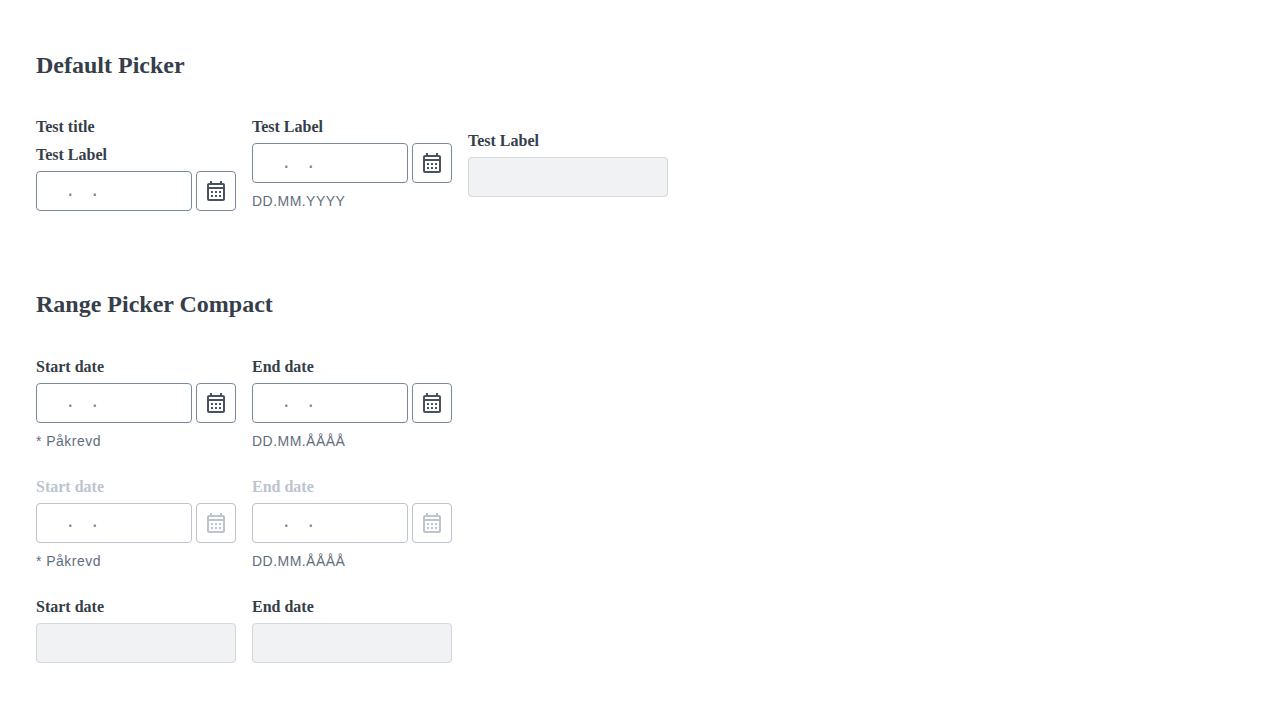 Default Picker
Test title
Test Label
. .
Test Label
. .
DD.MM.YYYY
Test Label
Range Picker Compact
Start date
End date
. .
. .
* Påkrevd
DD.MM.ÅÅÅÅ
Start date
End date
. .
. .
* Påkrevd
DD.MM.ÅÅÅÅ
Start date
End date